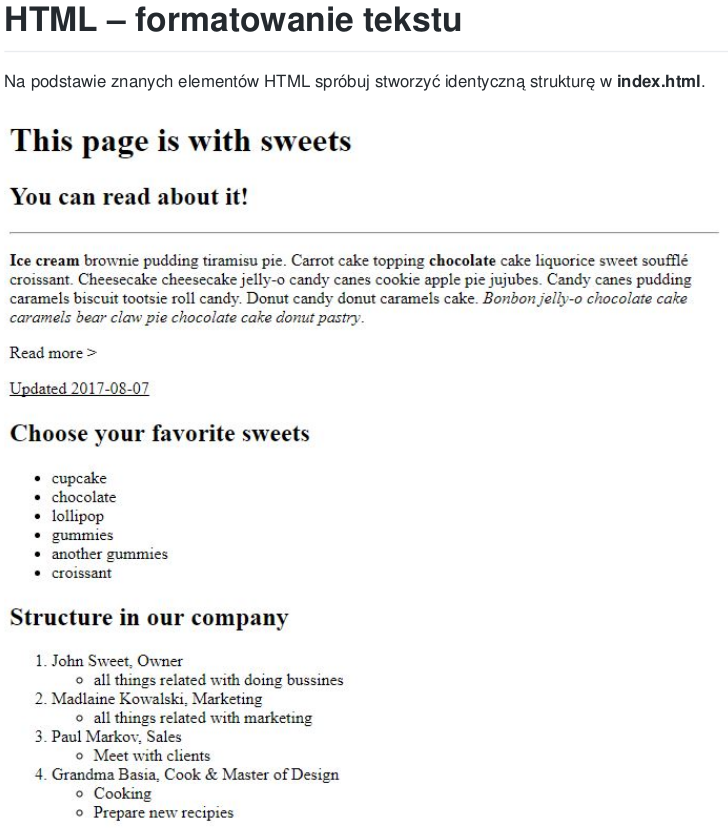 HTML – formatowanie tekstu
Na podstawie znanych elementów HTML spróbuj stworzyć identyczną strukturę w index.html.
This page is with sweets
You can read about it!
Ice cream brownie pudding tiramisu pie. Carrot cake topping chocolate cake liquorice sweet soufflé
croissant. Cheesecake cheesecake jelly-o candy canes cookie apple pie jujubes. Candy canes pudding
caramels biscuit tootsie roll candy. Donut candy donut caramels cake. Bonbon jelly-o chocolate cake
caramels bear claw pie chocolate cake donut pastry.
Read more >
Updated 2017-08-07
Choose your favorite sweets
• cupcake
• chocolate
• lollipop
• gummies
• another gummies
• croissant
Structure in our company
1. John Sweet, Owner
○ all things related with doing bussines
2. Madlaine Kowalski, Marketing
○ all things related with marketing
3. Paul Markov, Sales
○ Meet with clients
4. Grandma Basia, Cook & Master of Design
○ Cooking
○ Prepare new recipies